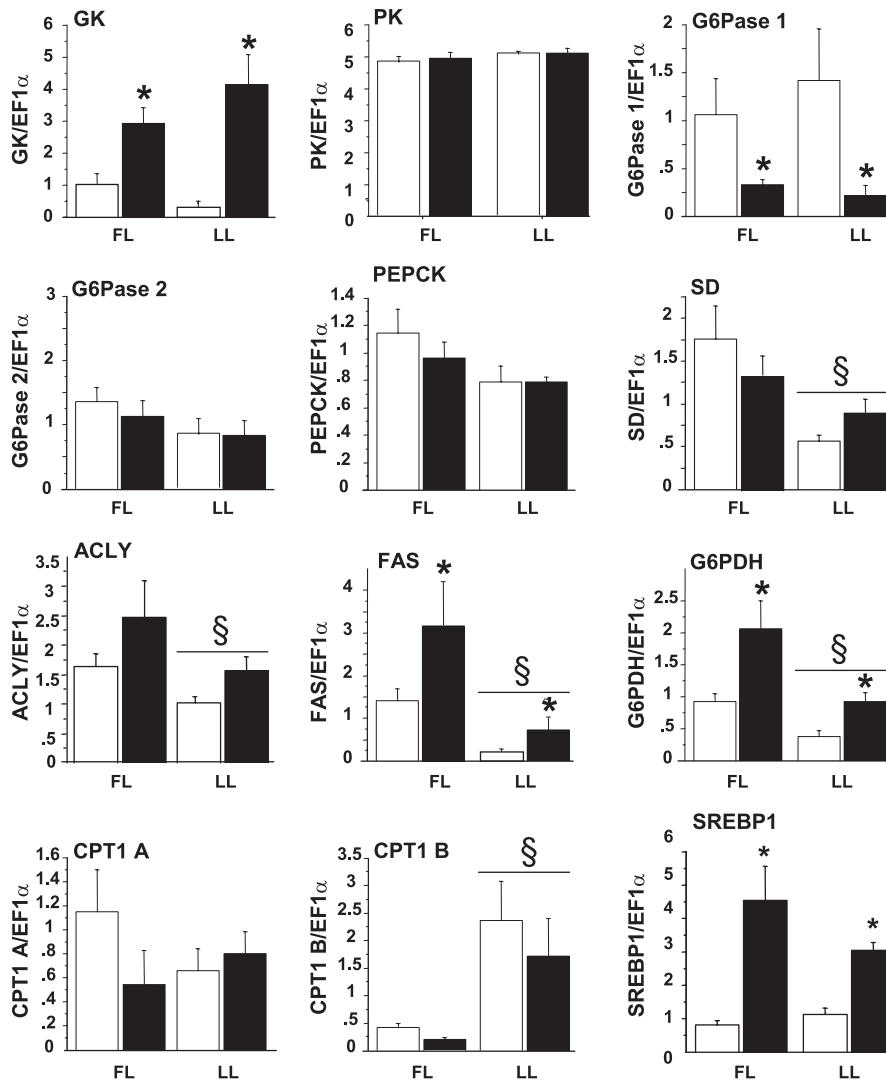 GK
GK/EF1α
6
5
4
3
2
1
0
*
*
FL
LL
PK
PK/EF1α
6
5
4
3
2
1
0
FL
LL
G6Pase 1
G6Pase 1/EF1α
2
1.5
1
.5
0
*
*
FL
LL
G6Pase 2
G6Pase 2/EF1α
3
2
1
0
FL
LL
PEPCK
PEPCK/EF1α
1.4
1.2
1
.8
.6
.4
.2
0
FL
LL
SD
SD/EF1α
2
1.5
1
.5
0
§
FL
LL
ACLY
ACLY/EF1α
3.5
3
2.5
2
1.5
1
.5
0
§
FL
LL
FAS
FAS/EF1α
4
3
2
1
0
*
§
*
FL
LL
G6PDH
G6PDH/EF1α
2.5
2
1.5
1
.5
0
*
§
*
FL
LL
CPT1 A
CPT1 A/EF1α
1.6
1.4
1.2
1
.8
.6
.4
.2
0
FL
LL
CPT1 B
CPT1 B/EF1α
3.5
3
2.5
2
1.5
1
.5
0
§
FL
LL
SREBP1
SREBP1/EF1α
6
5
4
3
2
1
0
*
*
FL
LL